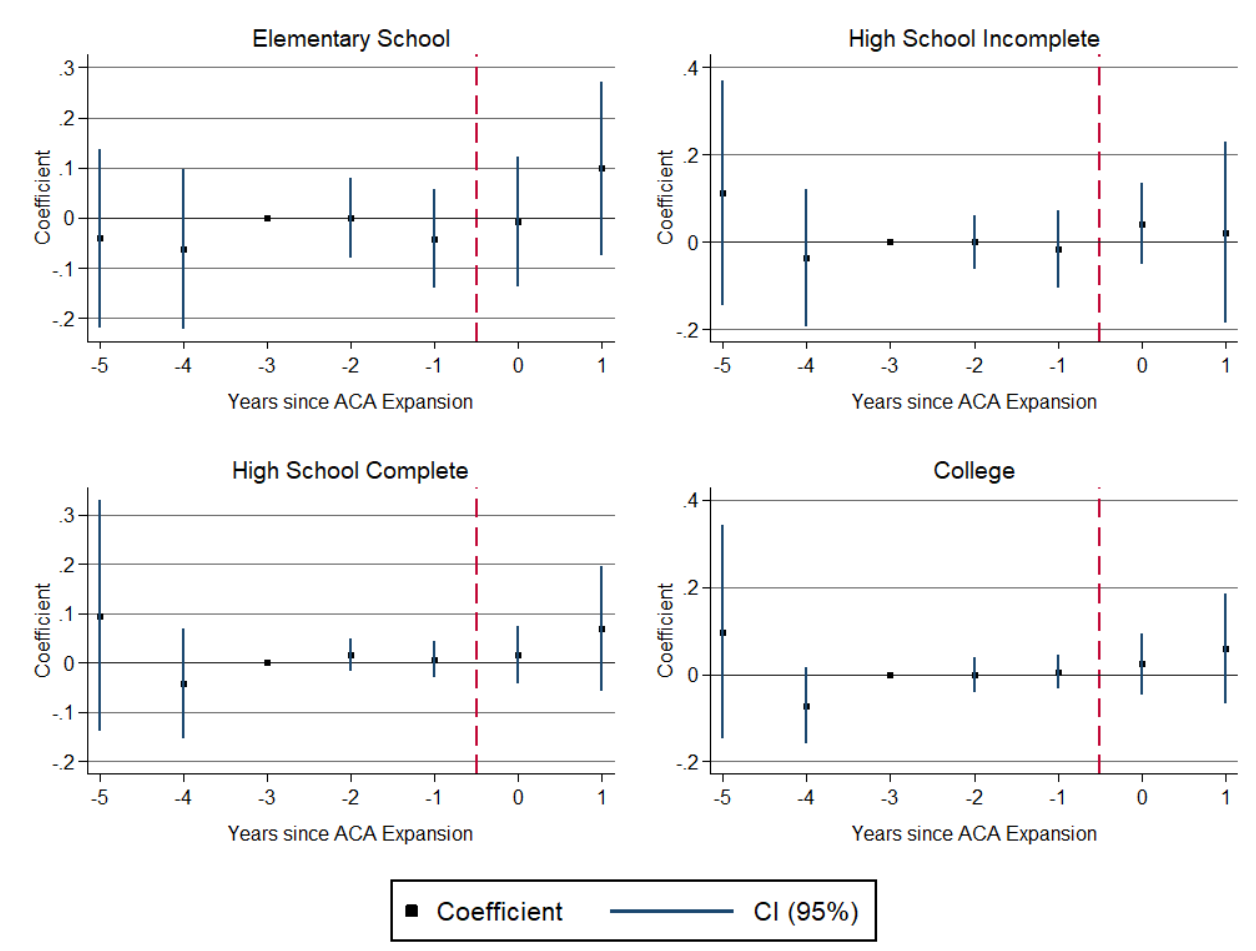 Elementary School
.3
.2
.1
0
-.1
-.2
Coefficient
-5 -4 -3 -2 -1 0 1
Years since ACA Expansion
High School Incomplete
.4
.2
0
-.2
Coefficient
-5 -4 -3 -2 -1 0 1
Years since ACA Expansion
High School Complete
.3
.2
.1
0
-.1
-.2
Coefficient
-5 -4 -3 -2 -1 0 1
Years since ACA Expansion
College
.4
.2
0
-.2
Coefficient
-5 -4 -3 -2 -1 0 1
Years since ACA Expansion
Coefficient CI (95%)